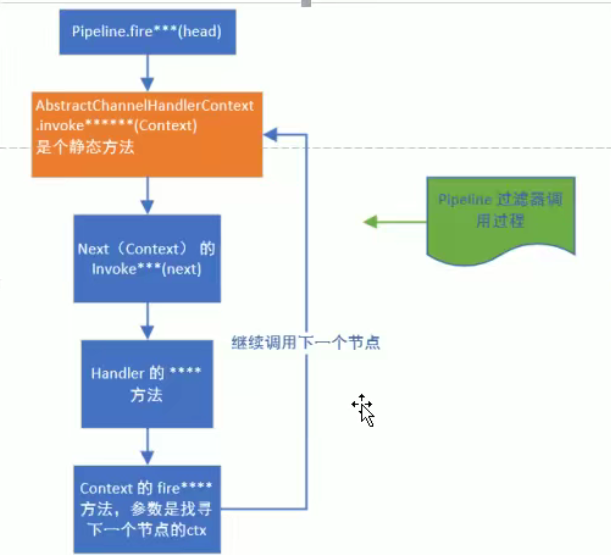 Pipeline.fire***(head)
AbstractChannelHandlerContext
.invoke******(Context)
是个静态方法
Next（Context） 的
Invoke***(next)
Handler 的 ****
方法
Context 的 fire****
方法，参数是找寻
下一个节点的ctx
继续调用下一个节点
Pipeline 过滤器调
用过程